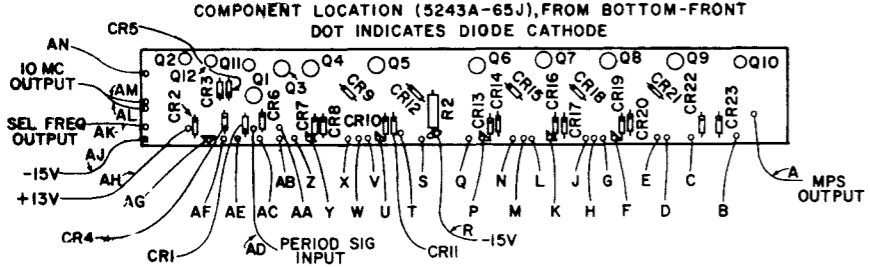 COMPONENT LOCATION (5243A-65J), FROM BOTTOM-FRONT
DOT INDICATES DIODE CATHODE
CR5
AN
Q2 Q11 Q4 Q5 Q6 Q7 Q8 Q9 Q10
Q12 Q1 Q3
10 MC OUTPUT
AM
AL
CR2 CR3 CR6 CR7 CR8 CR9 CR10 CR12 R2 CR13 CR14 CR15 CR16 CR17 CR18 CR19 CR20 CR21 CR22 CR23
SEL FREQ OUTPUT
AK
AJ
-15V
AH
+13V
AG AF AE AC AB AA Z Y X W V U T S Q P N M L K J H G F E D C B
A
MPS OUTPUT
CR4 CR1 AD
PERIOD SIG INPUT
CR11
R
-15V